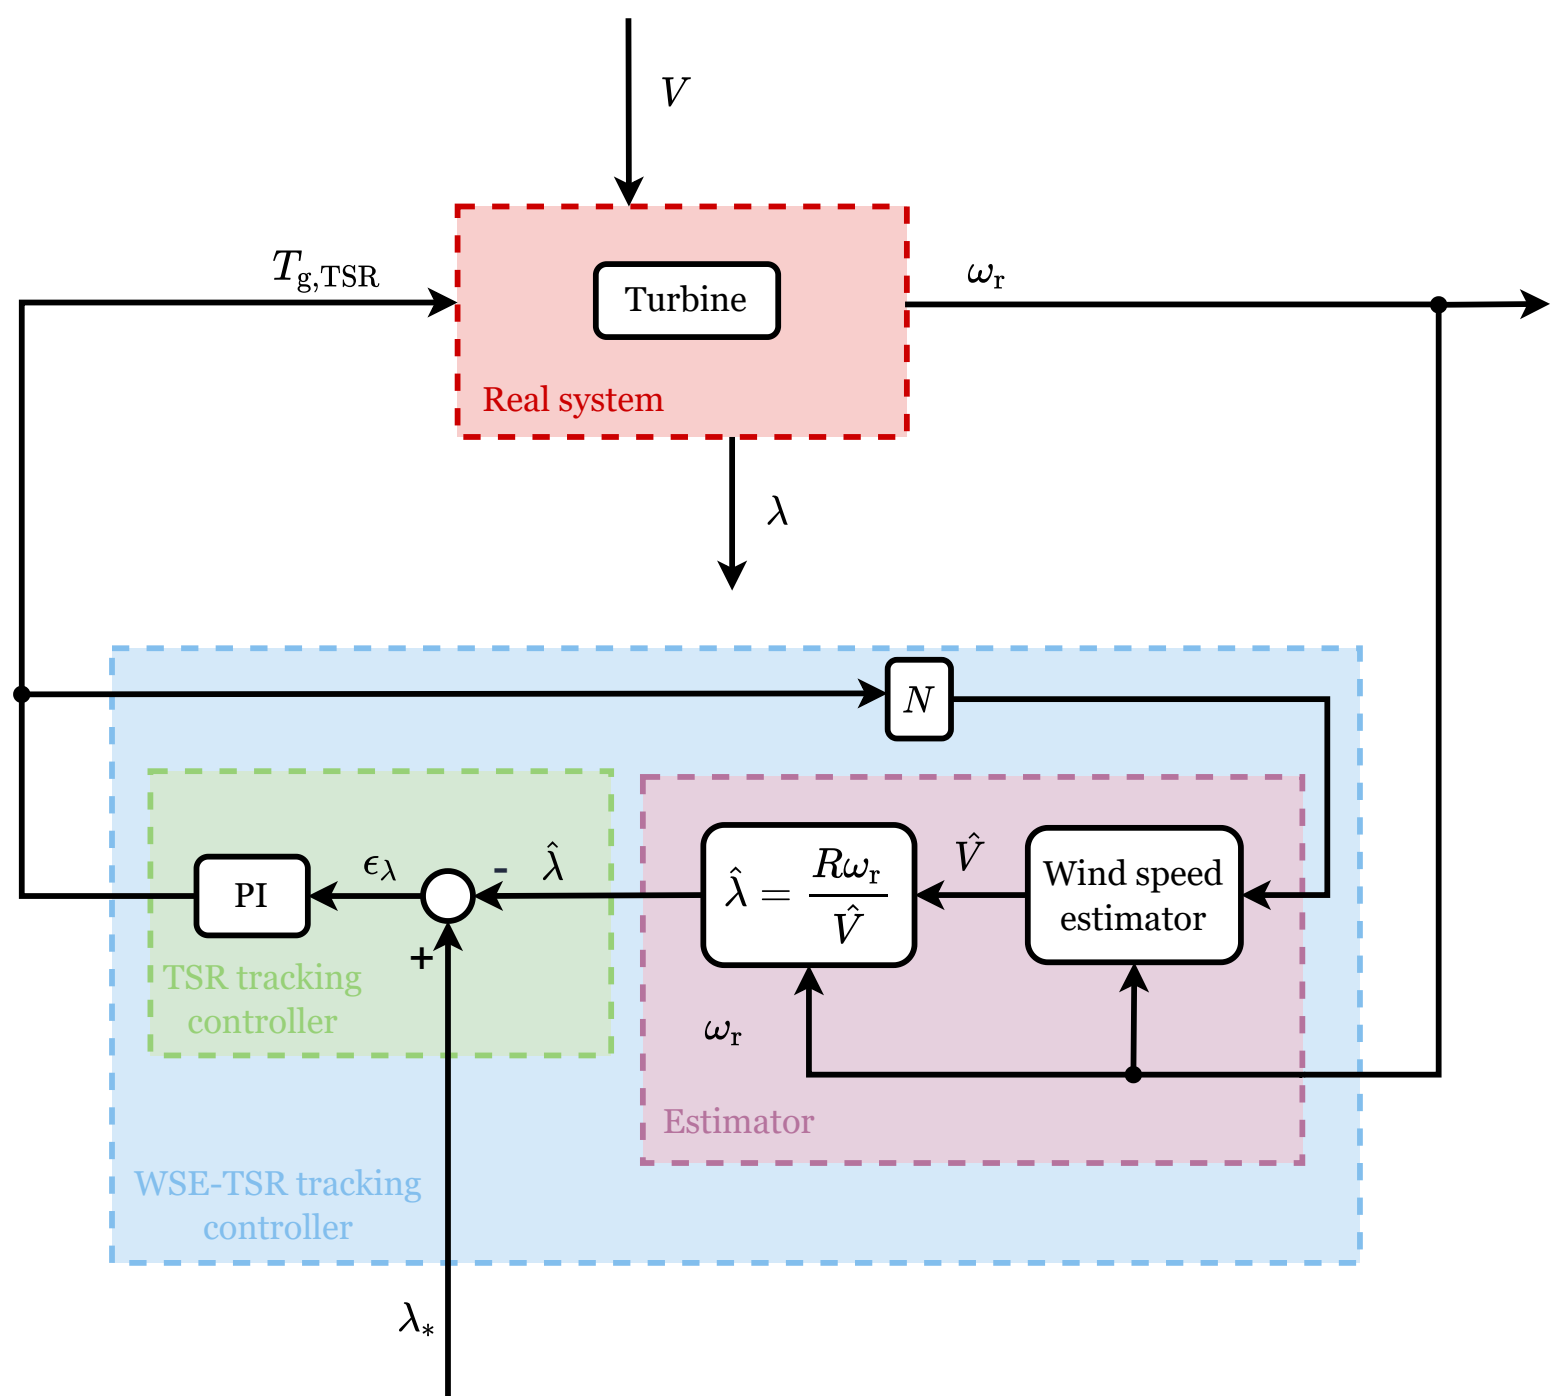 V
T_{g,TSR}
ω_r
Turbine
Real system
λ
N
ϵ_λ
-
λ̂
V̂
PI
λ̂ = Rω_r / V̂
Wind speed
estimator
+
TSR tracking
controller
ω_r
Estimator
WSE-TSR tracking
controller
λ_*